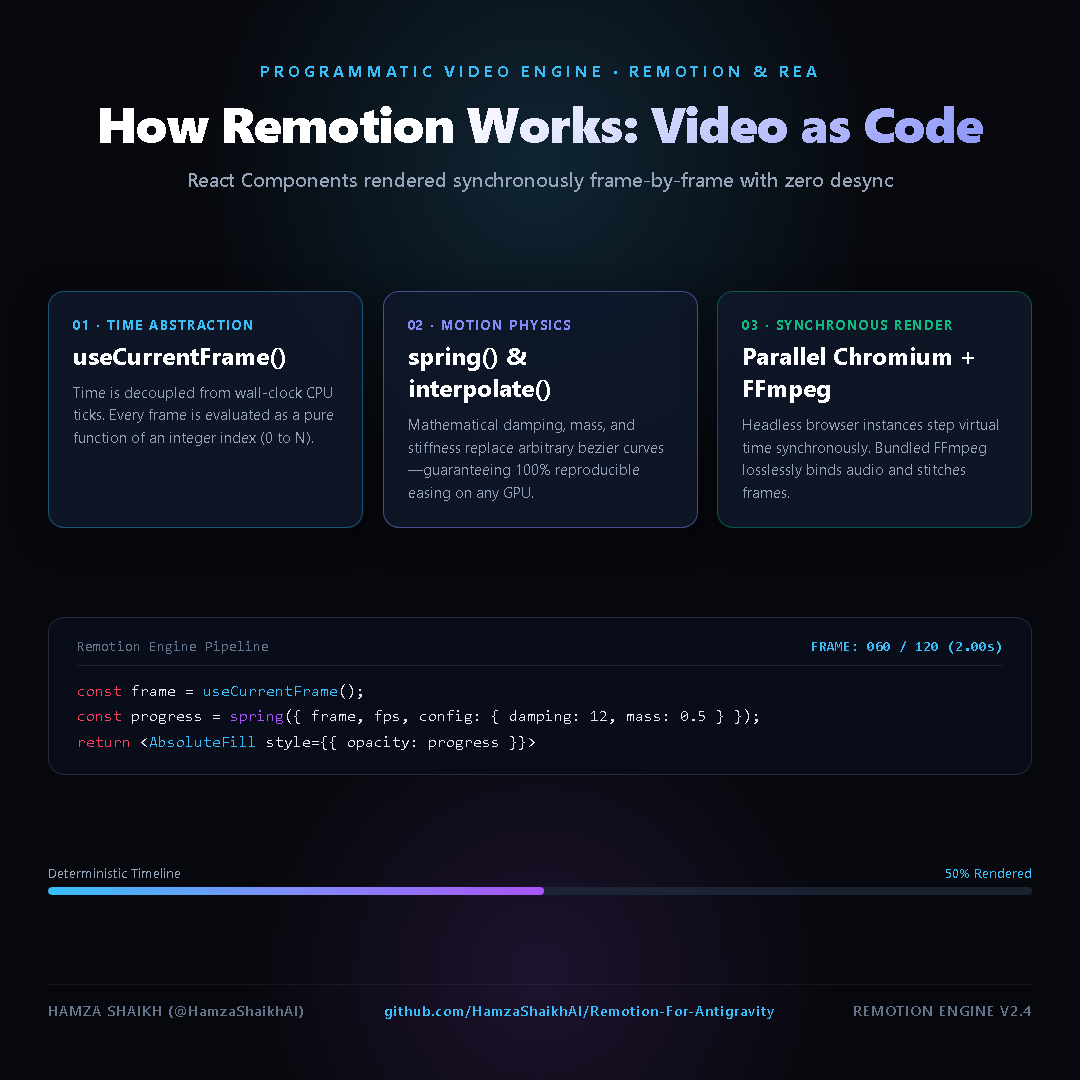 PROGRAMMATIC VIDEO ENGINE · REMOTION & REA
How Remotion Works: Video as Code
React Components rendered synchronously frame-by-frame with zero desync
01 · TIME ABSTRACTION
useCurrentFrame()
Time is decoupled from wall-clock CPU
ticks. Every frame is evaluated as a pure
function of an integer index (0 to N).
02 · MOTION PHYSICS
spring() &
interpolate()
Mathematical damping, mass, and
stiffness replace arbitrary bezier curves
—guaranteeing 100% reproducible
easing on any GPU.
03 · SYNCHRONOUS RENDER
Parallel Chromium +
FFmpeg
Headless browser instances step virtual
time synchronously. Bundled FFmpeg
losslessly binds audio and stitches
frames.
Remotion Engine Pipeline
FRAME: 060 / 120 (2.00s)
const frame = useCurrentFrame();
const progress = spring({ frame, fps, config: { damping: 12, mass: 0.5 } });
return <AbsoluteFill style={{ opacity: progress }}>
Deterministic Timeline
50% Rendered
HAMZA SHAIKH (@HamzaShaikhAI)
github.com/HamzaShaikhAI/Remotion-For-Antigravity
REMOTION ENGINE V2.4